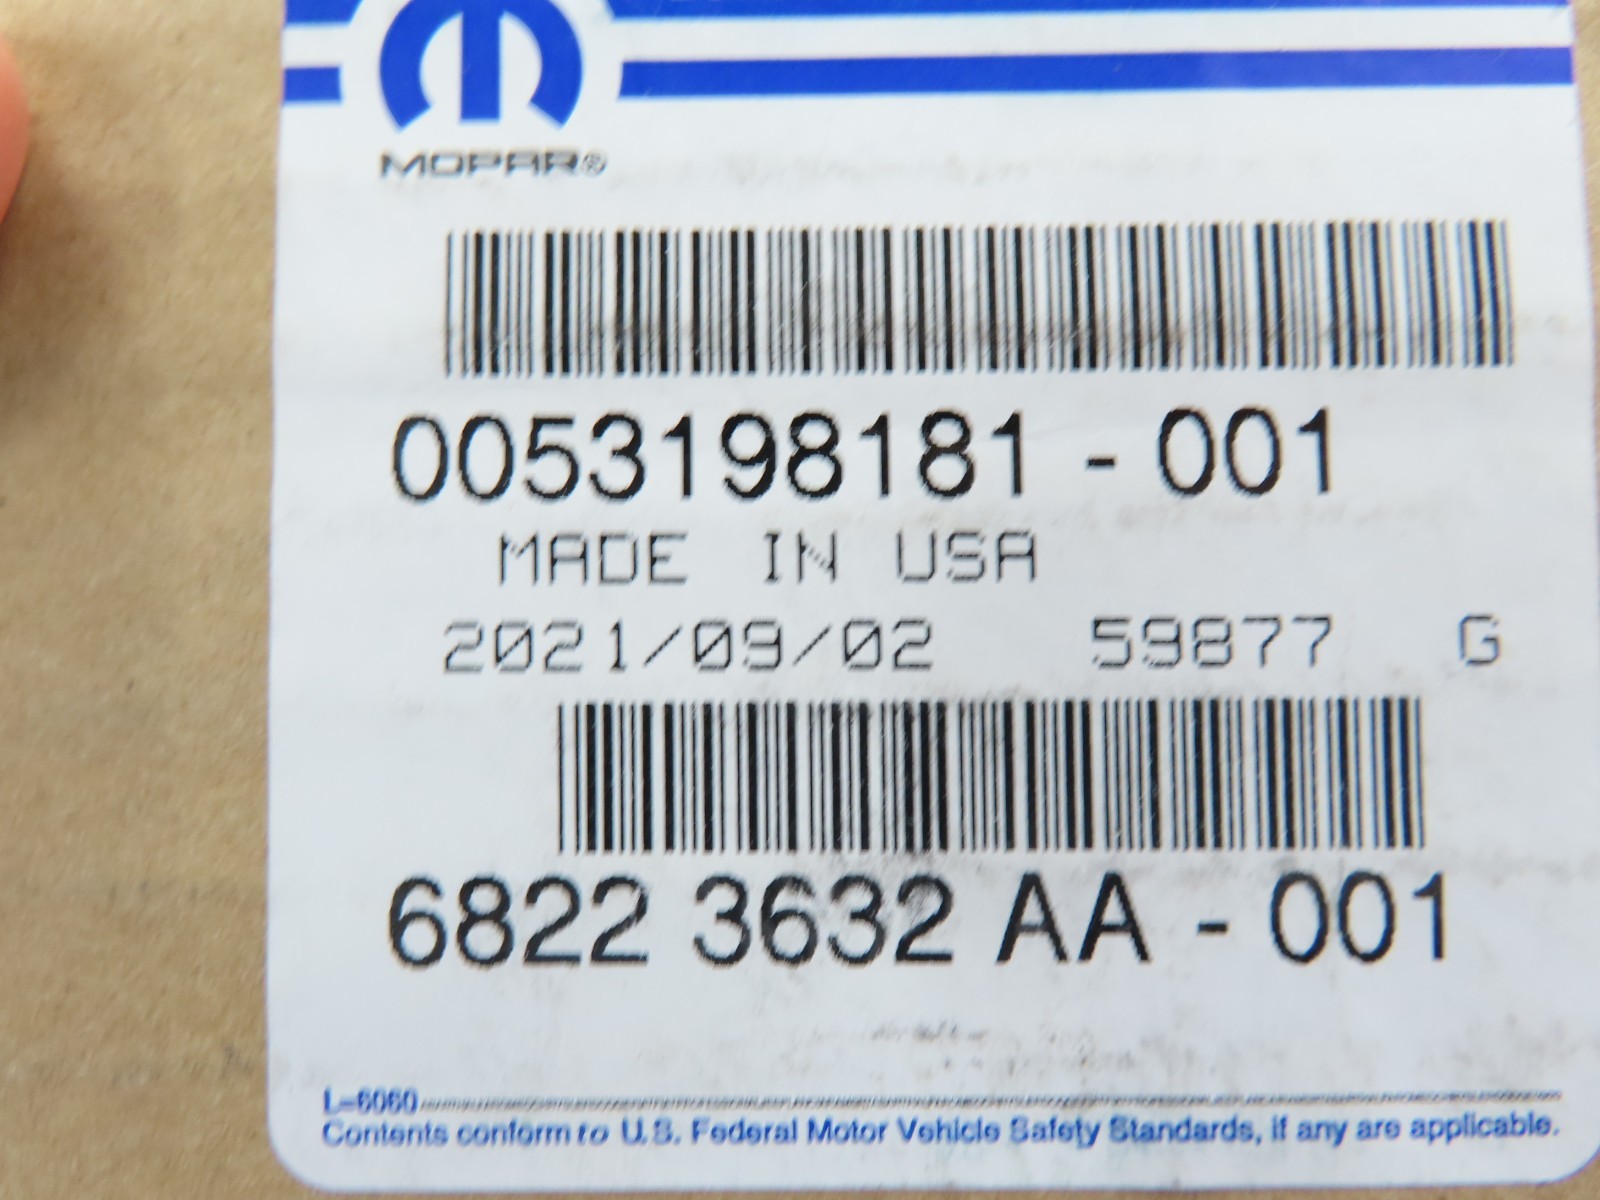 MOPAR®
0053198181 - 001
MADE IN USA
2021/09/02 59877 G
6822 3632 AA - 001
L-6060
Contents conform to U.S. Federal Motor Vehicle Safety Standards, if any are applicable.